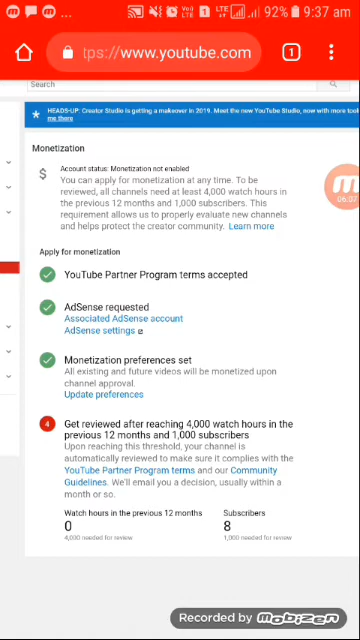 92% 9:37 am
tps://www.youtube.com
1
Search
HEADS-UP: Creator Studio is getting a makeover in 2019. Meet the new YouTube Studio, now with more tool
me there
Monetization
Account status: Monetization not enabled
You can apply for monetization at any time. To be
reviewed, all channels need at least 4,000 watch hours in
the previous 12 months and 1,000 subscribers. This
requirement allows us to properly evaluate new channels
and helps protect the creator community. Learn more
06:07
Apply for monetization
YouTube Partner Program terms accepted
AdSense requested
Associated AdSense account
AdSense settings
Monetization preferences set
All existing and future videos will be monetized upon
channel approval.
Update preferences
4
Get reviewed after reaching 4,000 watch hours in the
previous 12 months and 1,000 subscribers
Upon reaching this threshold, your channel is
automatically reviewed to make sure it complies with the
YouTube Partner Program terms and our Community
Guidelines. We'll email you a decision, usually within a
month or so.
Watch hours in the previous 12 months Subscribers
0 8
4,000 needed for review 1,000 needed for review
Recorded by Mobizen